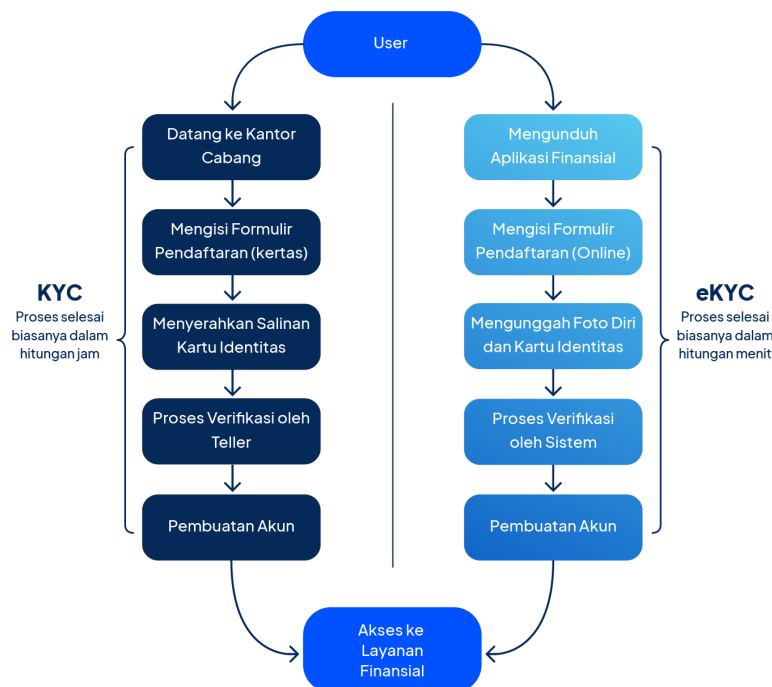 User
Datang ke Kantor
Cabang
Mengisi Formulir
Pendaftaran (kertas)
Menyerahkan Salinan
Kartu Identitas
Proses Verifikasi oleh
Teller
Pembuatan Akun
KYC
Proses selesai
biasanya dalam
hitungan jam
Mengunduh
Aplikasi Finansial
Mengisi Formulir
Pendaftaran (Online)
Mengunggah Foto Diri
dan Kartu Identitas
Proses Verifikasi
oleh Sistem
Pembuatan Akun
eKYC
Proses selesai
biasanya dalam
hitungan menit
Akses ke
Layanan
Finansial